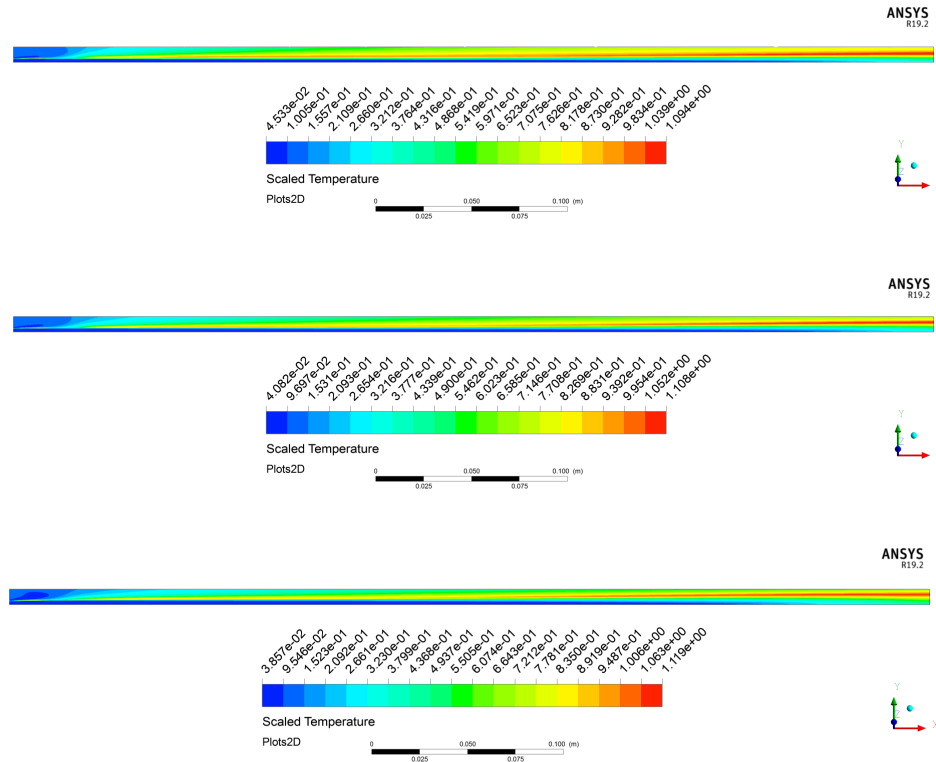 ANSYS
R19.2
4.533e-02
1.005e-01
1.557e-01
2.109e-01
2.660e-01
3.212e-01
3.764e-01
4.316e-01
4.868e-01
5.419e-01
5.971e-01
6.523e-01
7.075e-01
7.626e-01
8.178e-01
8.730e-01
9.282e-01
9.834e-01
1.039e+00
1.094e+00
Scaled Temperature
Plots2D
0 0.050 0.100 (m)
0.025 0.075
Y
Z
ANSYS
R19.2
4.082e-02
9.697e-02
1.531e-01
2.093e-01
2.654e-01
3.216e-01
3.777e-01
4.339e-01
4.900e-01
5.462e-01
6.023e-01
6.585e-01
7.146e-01
7.708e-01
8.269e-01
8.831e-01
9.392e-01
9.954e-01
1.052e+00
1.108e+00
Scaled Temperature
Plots2D
0 0.050 0.100 (m)
0.025 0.075
Y
Z
ANSYS
R19.2
3.857e-02
9.546e-02
1.523e-01
2.092e-01
2.661e-01
3.230e-01
3.799e-01
4.368e-01
4.937e-01
5.505e-01
6.074e-01
6.643e-01
7.212e-01
7.781e-01
8.350e-01
8.919e-01
9.487e-01
1.006e+00
1.063e+00
1.119e+00
Scaled Temperature
Plots2D
0 0.050 0.100 (m)
0.025 0.075
Y
Z
X